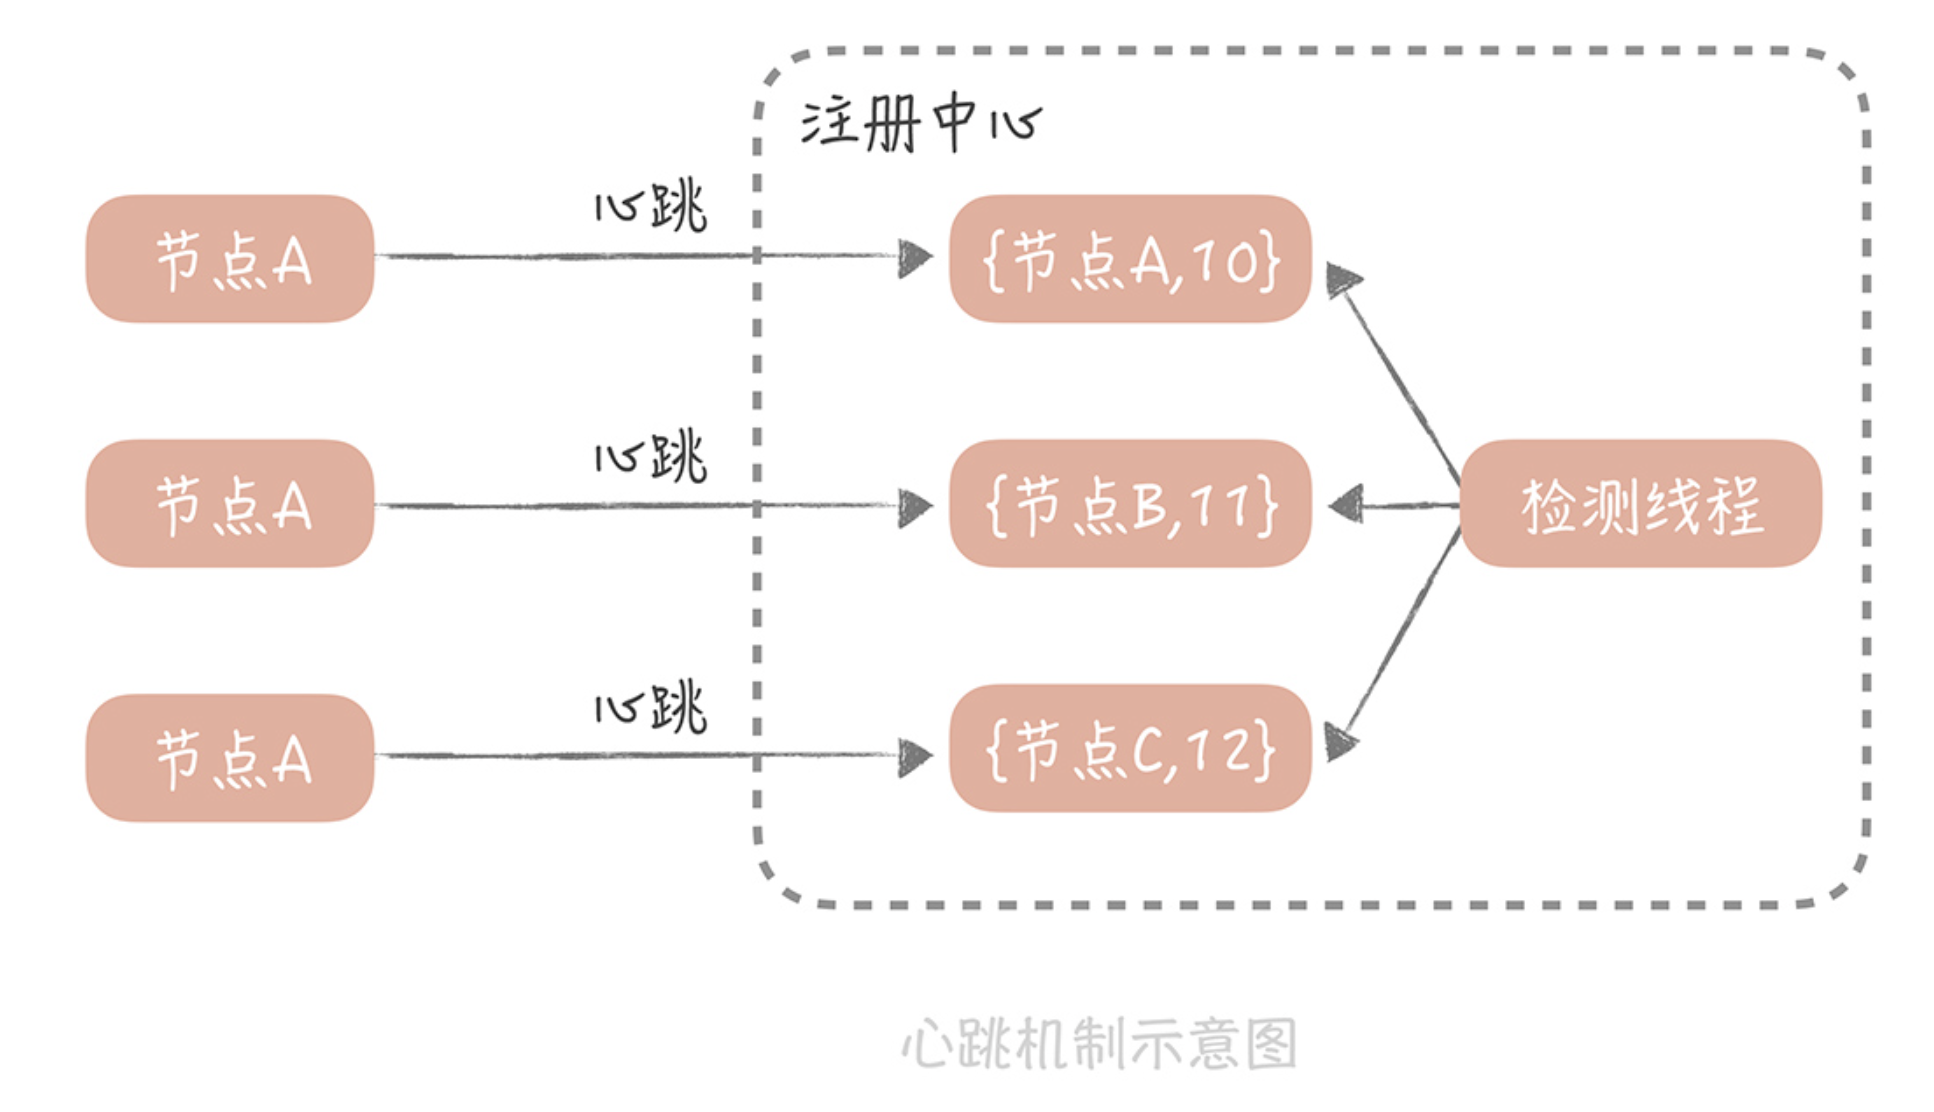 注册中心
心跳
节点A
{节点A,10}
心跳
节点A
{节点B,11}
检测线程
心跳
节点A
{节点C,12}
心跳机制示意图